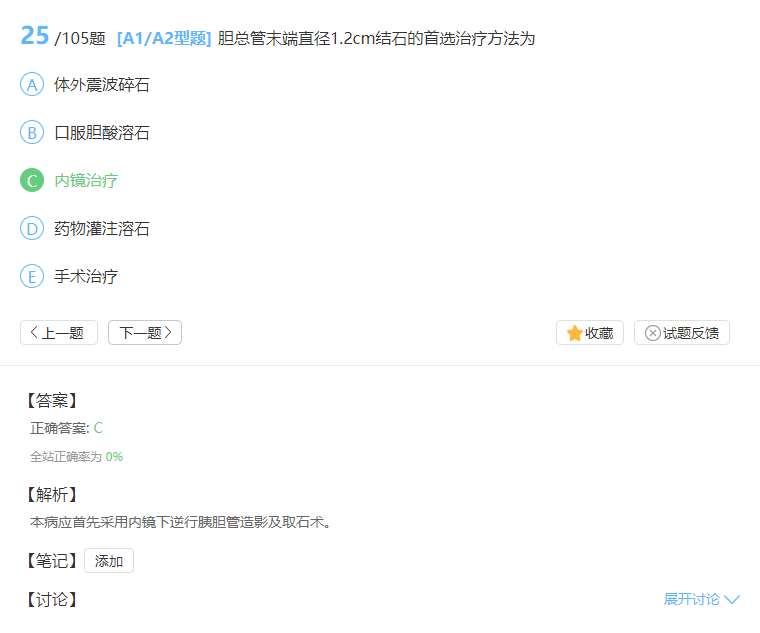 25 /105题 [A1/A2型题] 胆总管末端直径1.2cm结石的首选治疗方法为
A 体外震波碎石
B 口服胆酸溶石
C 内镜治疗
D 药物灌注溶石
E 手术治疗
上一题 下一题 收藏 试题反馈
【答案】
正确答案: C
全站正确率为 0%
【解析】
本病应首先采用内镜下逆行胰胆管造影及取石术。
【笔记】 添加
【讨论】 展开讨论